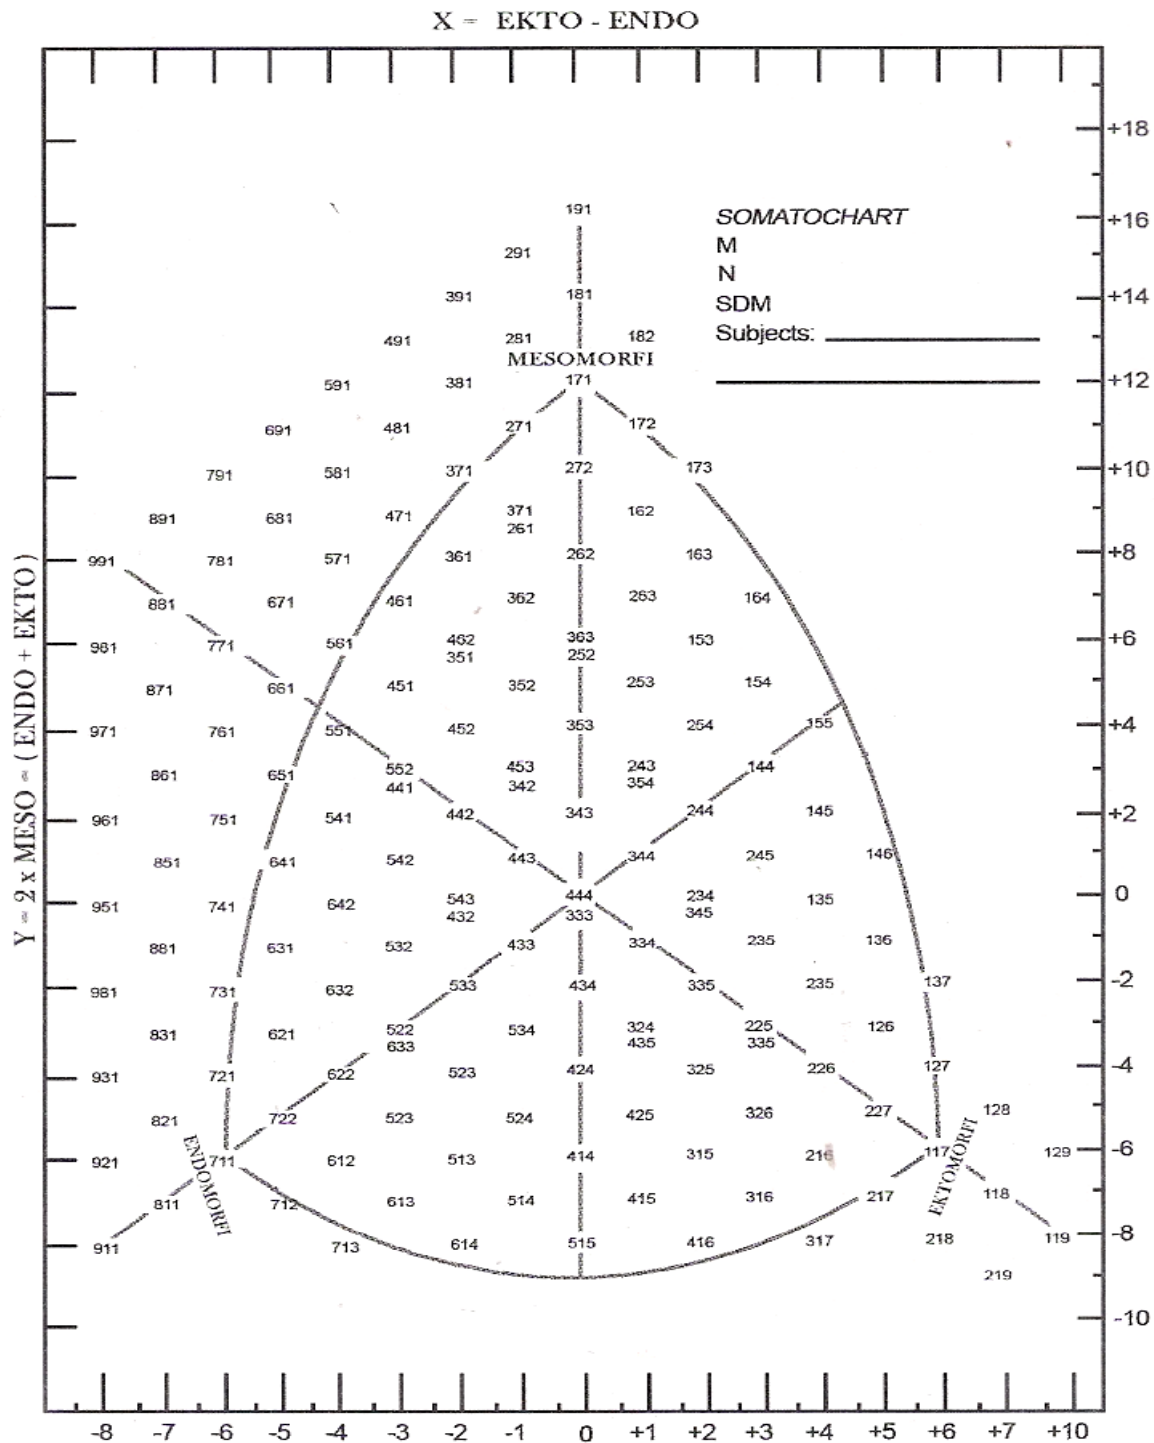 X = EKTO - ENDO
+18
191
+16
SOMATOCHART
291
M
N
391 181 +14
SDM
491 281 182
Subjects:
MESOMORFI
591 381 171 +12
691 481 271 172
791 581 371 272 173 +10
891 681 471 371 162
261
991 781 571 361 262 163 +8
881 671 461 362 263 164
981 771 561 462 363 153 +6
351 252
871 661 451 352 253 154
971 761 551 452 353 254 155 +4
861 651 552 453 243 144
441 342 354
961 751 541 442 343 244 145 +2
851 641 542 443 344 245 146
951 741 642 543 444 234 135 0
432 333 345
881 631 532 433 334 235 136
981 731 632 533 434 335 235 137 -2
831 621 522 534 324 225 126
633 435 335
931 721 622 523 424 325 226 127 -4
821 722 523 524 425 326 227 128
921 711 612 513 414 315 216 117 129 -6
811 712 613 514 415 316 217 118
911 713 614 515 416 317 218 119 -8
219
-10
ENDOMORFI
EKTOMORFI
Y = 2 x MESO - ( ENDO + EKTO )
-8 -7 -6 -5 -4 -3 -2 -1 0 +1 +2 +3 +4 +5 +6 +7 +10